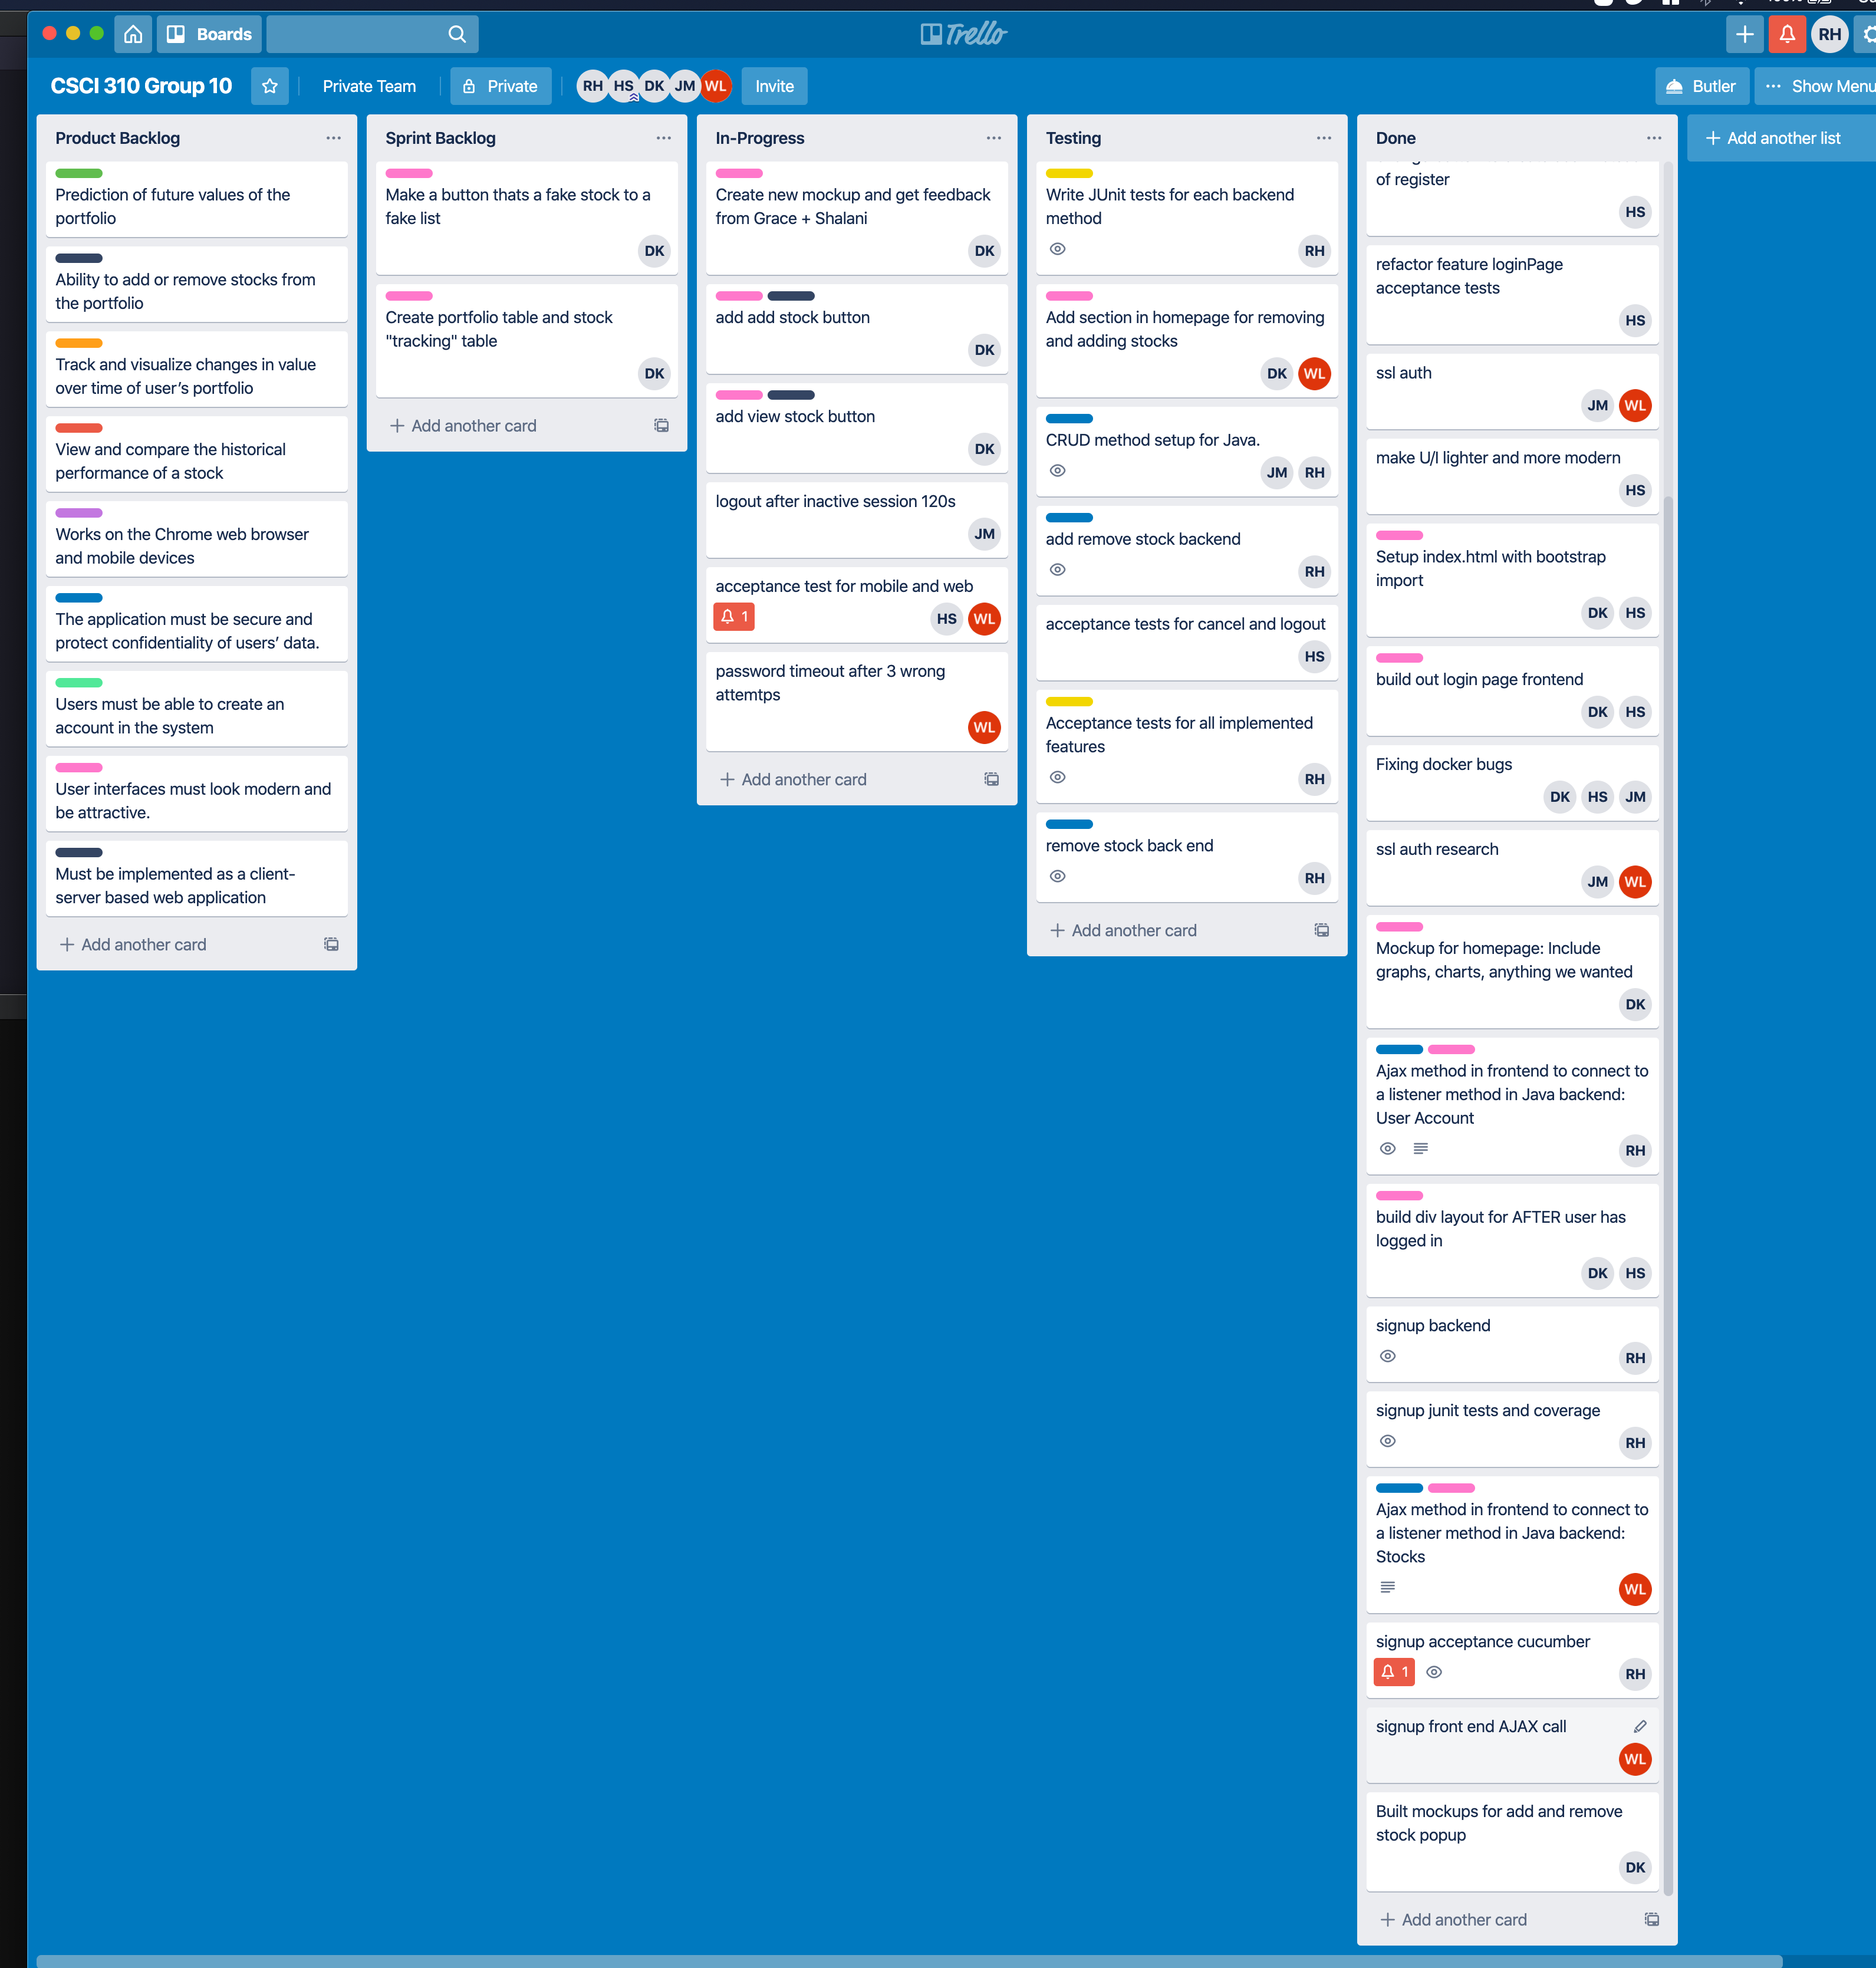 Boards
Trello
RH
CSCI 310 Group 10
Private Team
Private
RH HS DK JM WL
Invite
Butler
Show Menu
Product Backlog
Prediction of future values of the
portfolio
Ability to add or remove stocks from
the portfolio
Track and visualize changes in value
over time of user’s portfolio
View and compare the historical
performance of a stock
Works on the Chrome web browser
and mobile devices
The application must be secure and
protect confidentiality of users’ data.
Users must be able to create an
account in the system
User interfaces must look modern and
be attractive.
Must be implemented as a client-
server based web application
+ Add another card
Sprint Backlog
Make a button thats a fake stock to a
fake list
DK
Create portfolio table and stock
"tracking" table
DK
+ Add another card
In-Progress
Create new mockup and get feedback
from Grace + Shalani
DK
add add stock button
DK
add view stock button
DK
logout after inactive session 120s
JM
acceptance test for mobile and web
1
HS WL
password timeout after 3 wrong
attemtps
WL
+ Add another card
Testing
Write JUnit tests for each backend
method
RH
Add section in homepage for removing
and adding stocks
DK WL
CRUD method setup for Java.
JM RH
add remove stock backend
RH
acceptance tests for cancel and logout
HS
Acceptance tests for all implemented
features
RH
remove stock back end
RH
+ Add another card
Done
of register
HS
refactor feature loginPage
acceptance tests
HS
ssl auth
JM WL
make U/I lighter and more modern
HS
Setup index.html with bootstrap
import
DK HS
build out login page frontend
DK HS
Fixing docker bugs
DK HS JM
ssl auth research
JM WL
Mockup for homepage: Include
graphs, charts, anything we wanted
DK
Ajax method in frontend to connect to
a listener method in Java backend:
User Account
RH
build div layout for AFTER user has
logged in
DK HS
signup backend
RH
signup junit tests and coverage
RH
Ajax method in frontend to connect to
a listener method in Java backend:
Stocks
WL
signup acceptance cucumber
1
RH
signup front end AJAX call
WL
Built mockups for add and remove
stock popup
DK
+ Add another card
+ Add another list